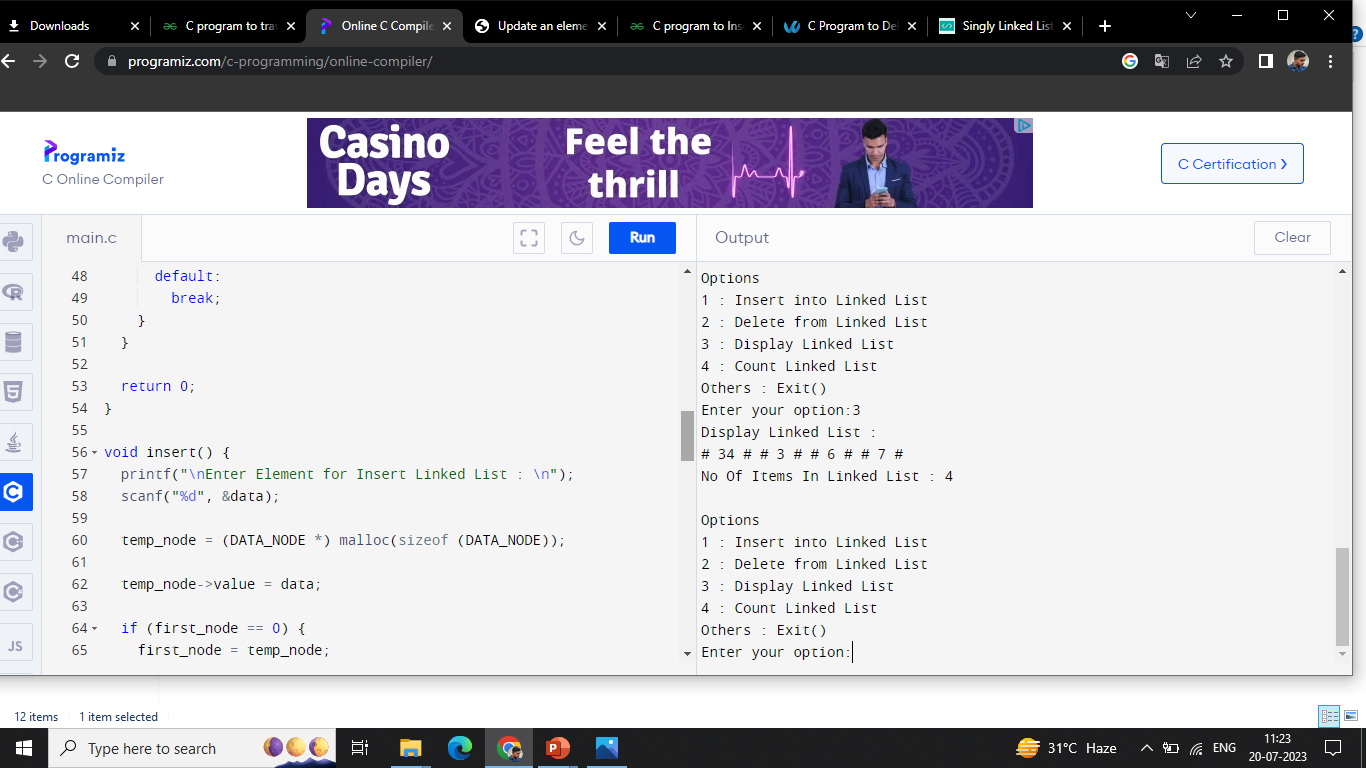 Downloads
C program to trav
Online C Compile
Update an eleme
C program to Ins
C Program to Del
Singly Linked List
programiz.com/c-programming/online-compiler/
Programiz
C Online Compiler
Casino
Days
Feel the
thrill
C Certification >
main.c
Run
Output
Clear
48 default:
49 break;
50 }
51 }
52
53 return 0;
54 }
55
56 void insert() {
57 printf("\nEnter Element for Insert Linked List : \n");
58 scanf("%d", &data);
59
60 temp_node = (DATA_NODE *) malloc(sizeof (DATA_NODE));
61
62 temp_node->value = data;
63
64 if (first_node == 0) {
65 first_node = temp_node;
Options
1 : Insert into Linked List
2 : Delete from Linked List
3 : Display Linked List
4 : Count Linked List
Others : Exit()
Enter your option:3
Display Linked List :
# 34 # # 3 # # 6 # # 7 #
No Of Items In Linked List : 4
Options
1 : Insert into Linked List
2 : Delete from Linked List
3 : Display Linked List
4 : Count Linked List
Others : Exit()
Enter your option:
JS
12 items 1 item selected
Type here to search
31°C Haze
ENG
11:23
20-07-2023